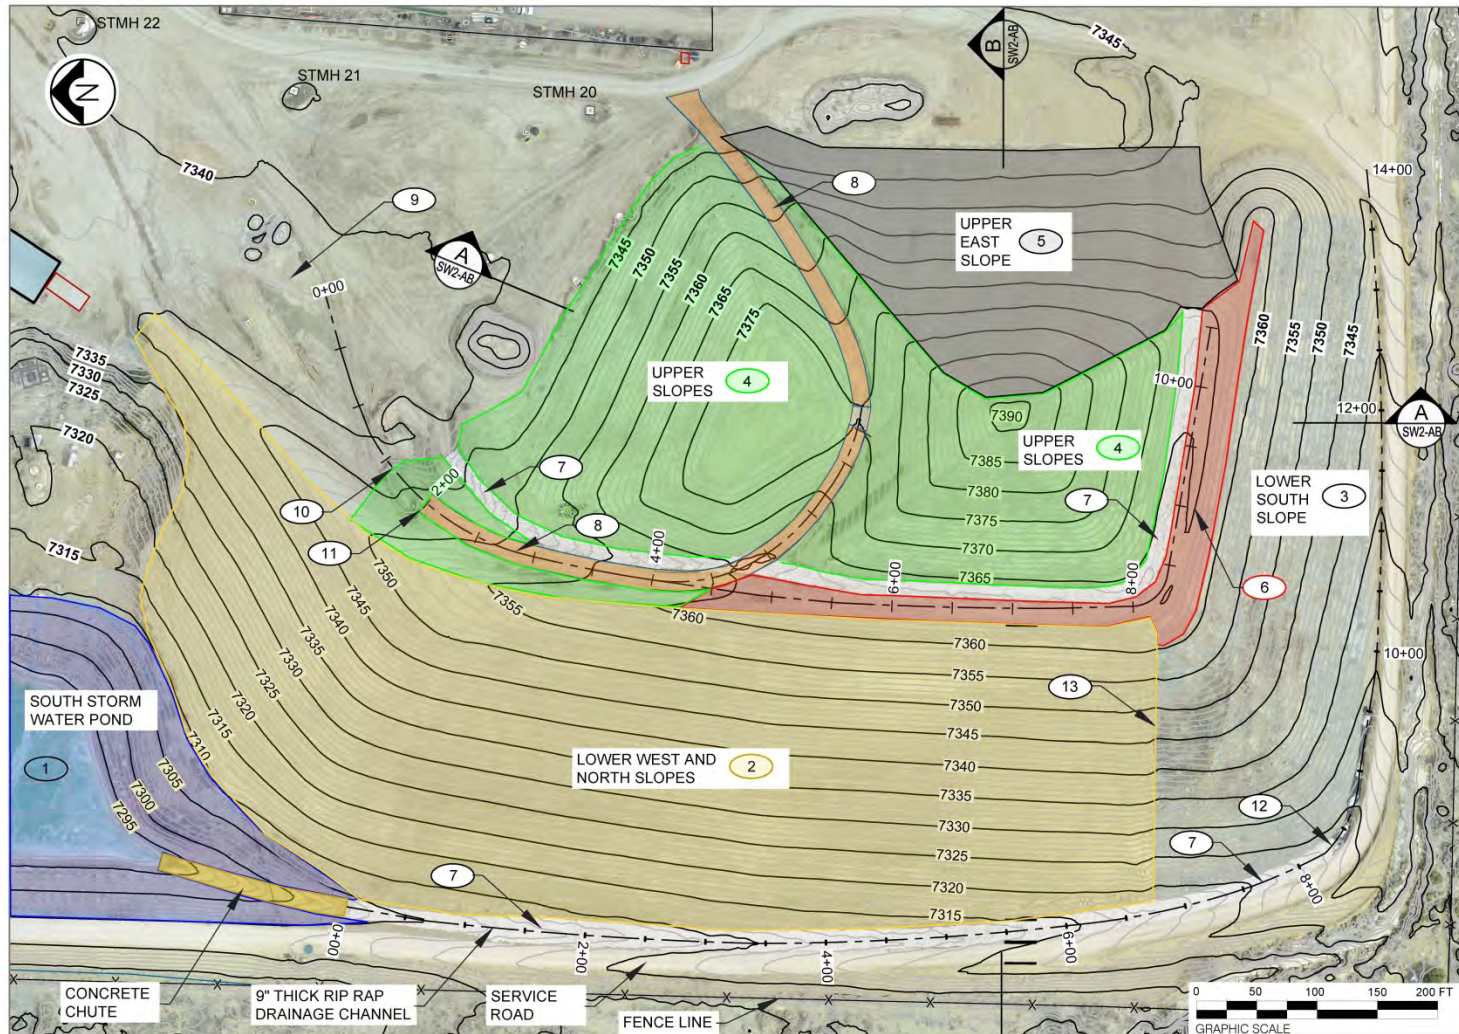 STMH 22
N
STMH 21
STMH 20
B
SW2-AB
7345
7340
9
8
14+00
UPPER
EAST
SLOPE
5
A
SW2-AB
0+00
7345
7350
7355
7360
7365
7375
7360
7355
7350
7345
7335
7330
7325
7320
UPPER
SLOPES
4
7390
10+00
12+00
A
SW2-AB
UPPER
SLOPES
4
7385
7380
7375
7370
7365
7
7
2+00
10
11
8
4+00
6+00
8+00
LOWER
SOUTH
SLOPE
3
6
7315
7350
7345
7340
7335
7330
7325
7320
7315
7310
7355
7360
7360
7355
7350
7345
7340
7335
7330
7325
7320
7315
10+00
13
SOUTH STORM
WATER POND
1
7305
7300
7295
LOWER WEST AND
NORTH SLOPES
2
12
7
7
8+00
0+00
2+00
4+00
6+00
CONCRETE
CHUTE
9" THICK RIP RAP
DRAINAGE CHANNEL
SERVICE
ROAD
FENCE LINE
0 50 100 150 200 FT
GRAPHIC SCALE